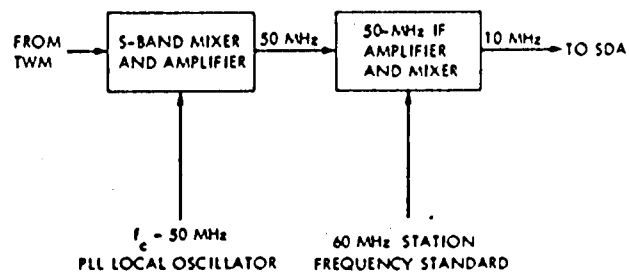 FROM
TWM
S-BAND MIXER
AND AMPLIFIER
50 MHz
50-MHz IF
AMPLIFIER
AND MIXER
10 MHz
TO SDA
f_c - 50 MHz
PLL LOCAL OSCILLATOR
60 MHz STATION
FREQUENCY STANDARD